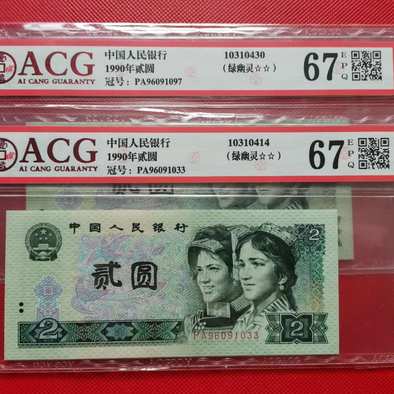 ACG
AI CANG GUARANTY
中国人民银行
1990年贰圆
冠号: PA96091097
10310430
(绿幽灵☆☆)
67
EPQ
ACG
AI CANG GUARANTY
中国人民银行
1990年贰圆
冠号: PA96091033
10310414
(绿幽灵☆☆)
67
EPQ
中国人民银行
贰圆
2
2
2
PA96091033